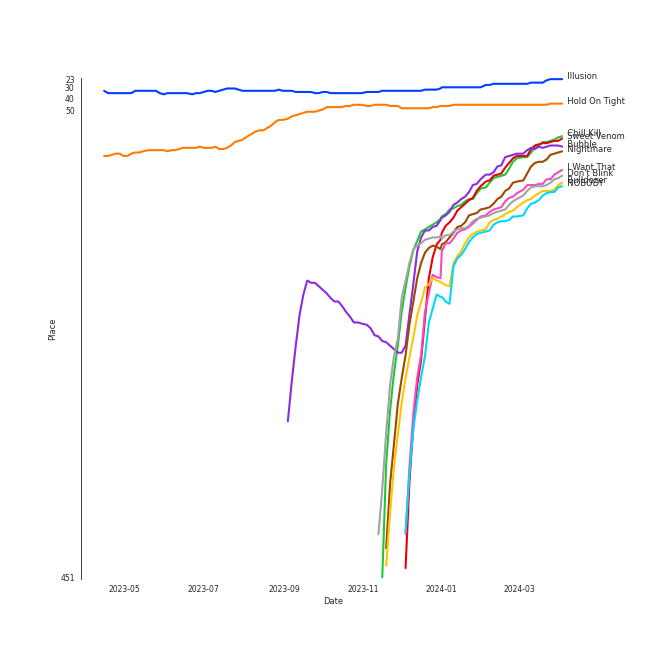 23
30
40
50
451
Place
2023-05
2023-07
2023-09
2023-11
2024-01
2024-03
Date
Illusion
Hold On Tight
Chill Kill
Sweet Venom
Bubble
Nightmare
I Want That
Don't Blink
Bulldozer
NOBODY